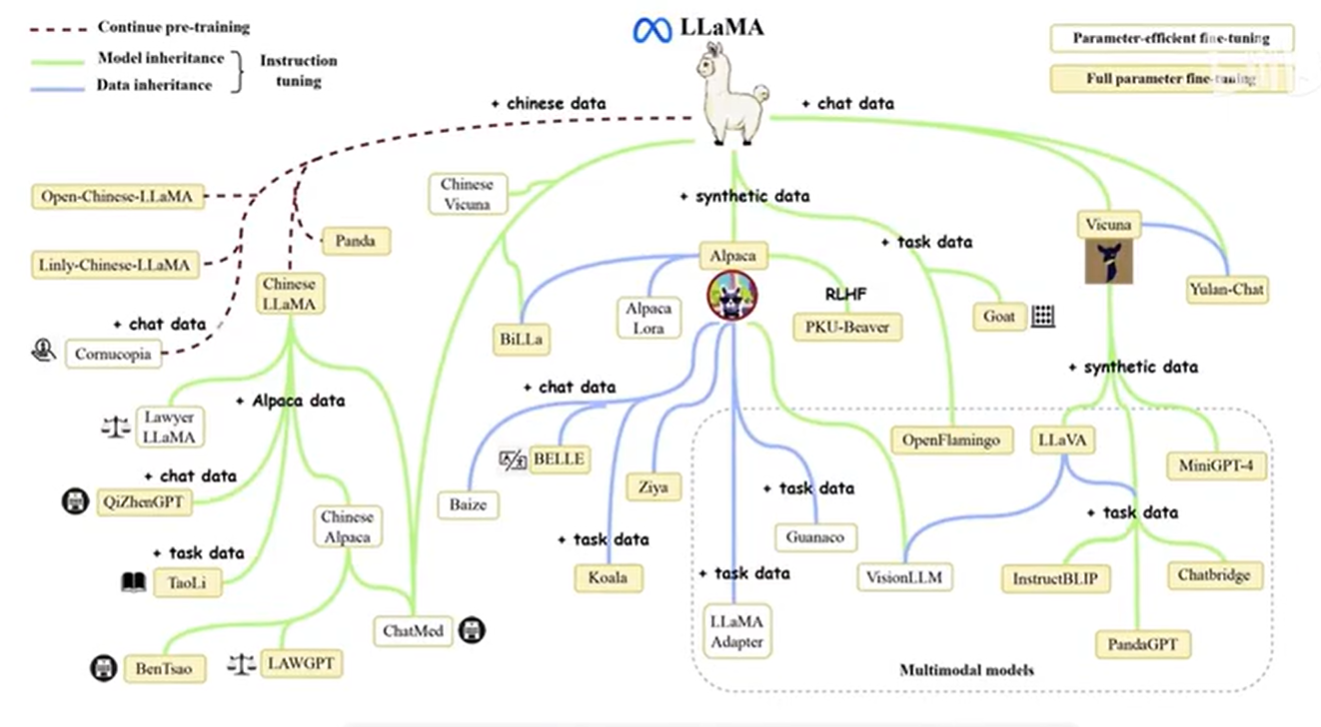 Continue pre-training
Model inheritance
Data inheritance
Instruction
tuning
LLaMA
Parameter-efficient fine-tuning
Full parameter fine-tuning
+ chinese data
+ chat data
Open-Chinese-LLaMA
Linly-Chinese-LLaMA
Panda
Chinese
LLaMA
+ chat data
Cornucopia
Chinese
Vicuna
+ synthetic data
Alpaca
+ task data
Vicuna
Yulan-Chat
BiLLa
Alpaca
Lora
RLHF
PKU-Beaver
Goat
+ synthetic data
Lawyer
LLaMA
+ Alpaca data
+ chat data
QiZhenGPT
Chinese
Alpaca
+ task data
TaoLi
BenTsao
LAWGPT
ChatMed
+ chat data
BELLE
Baize
Ziya
+ task data
Koala
+ task data
Guanaco
+ task data
LLaMA
Adapter
OpenFlamingo
LLaVA
MiniGPT-4
+ task data
VisionLLM
InstructBLIP
Chatbridge
PandaGPT
Multimodal models